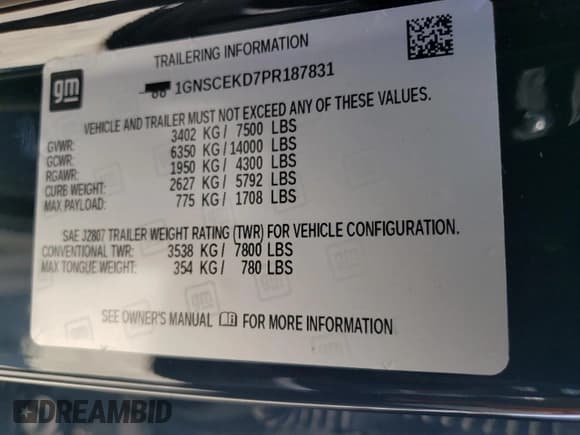 gm
TRAILERING INFORMATION
1GNSCEKD7PR187831
VEHICLE AND TRAILER MUST NOT EXCEED ANY OF THESE VALUES.
GVWR: 3402 KG/ 7500 LBS
GCWR: 6350 KG/ 14000 LBS
RGAWR: 1950 KG/ 4300 LBS
CURB WEIGHT: 2627 KG/ 5792 LBS
MAX PAYLOAD: 775 KG/ 1708 LBS
SAE J2807 TRAILER WEIGHT RATING (TWR) FOR VEHICLE CONFIGURATION.
CONVENTIONAL TWR: 3538 KG/ 7800 LBS
MAX TONGUE WEIGHT: 354 KG/ 780 LBS
SEE OWNER'S MANUAL FOR MORE INFORMATION
DREAMBID